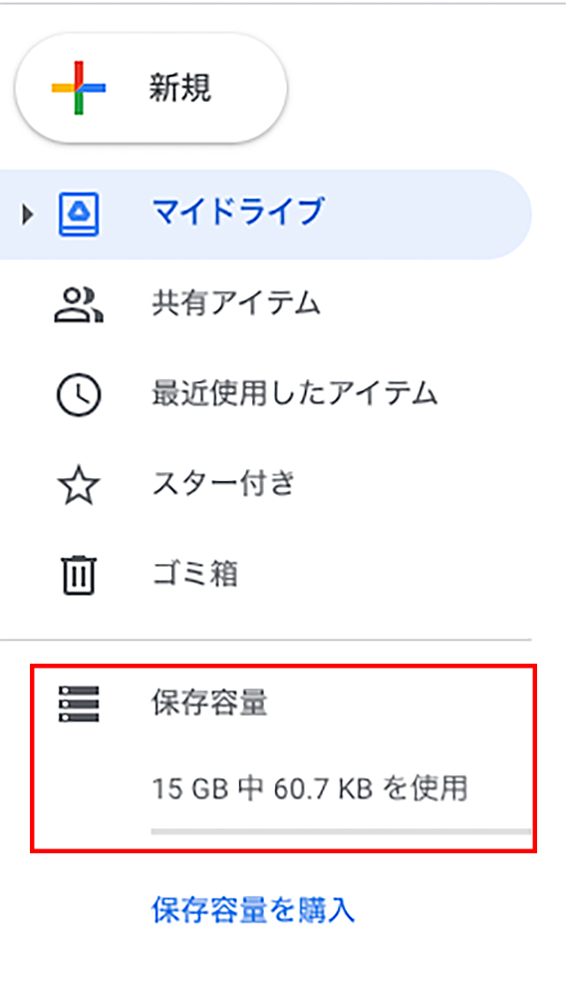 新規
マイドライブ
共有アイテム
最近使用したアイテム
スター付き
ゴミ箱
保存容量
15 GB 中 60.7 KB を使用
保存容量を購入